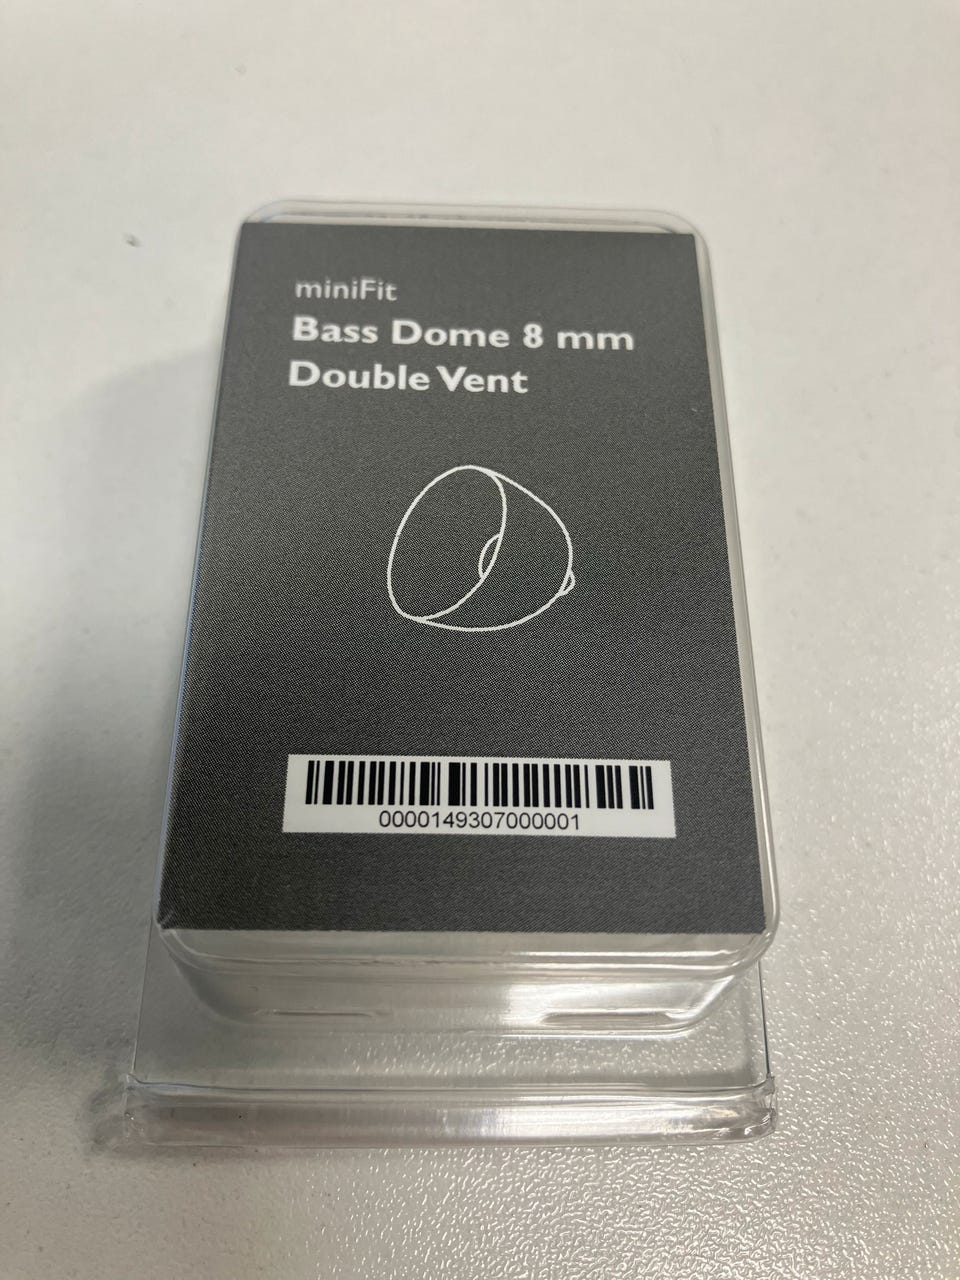 miniFit
Bass Dome 8 mm
Double Vent
0000149307000001